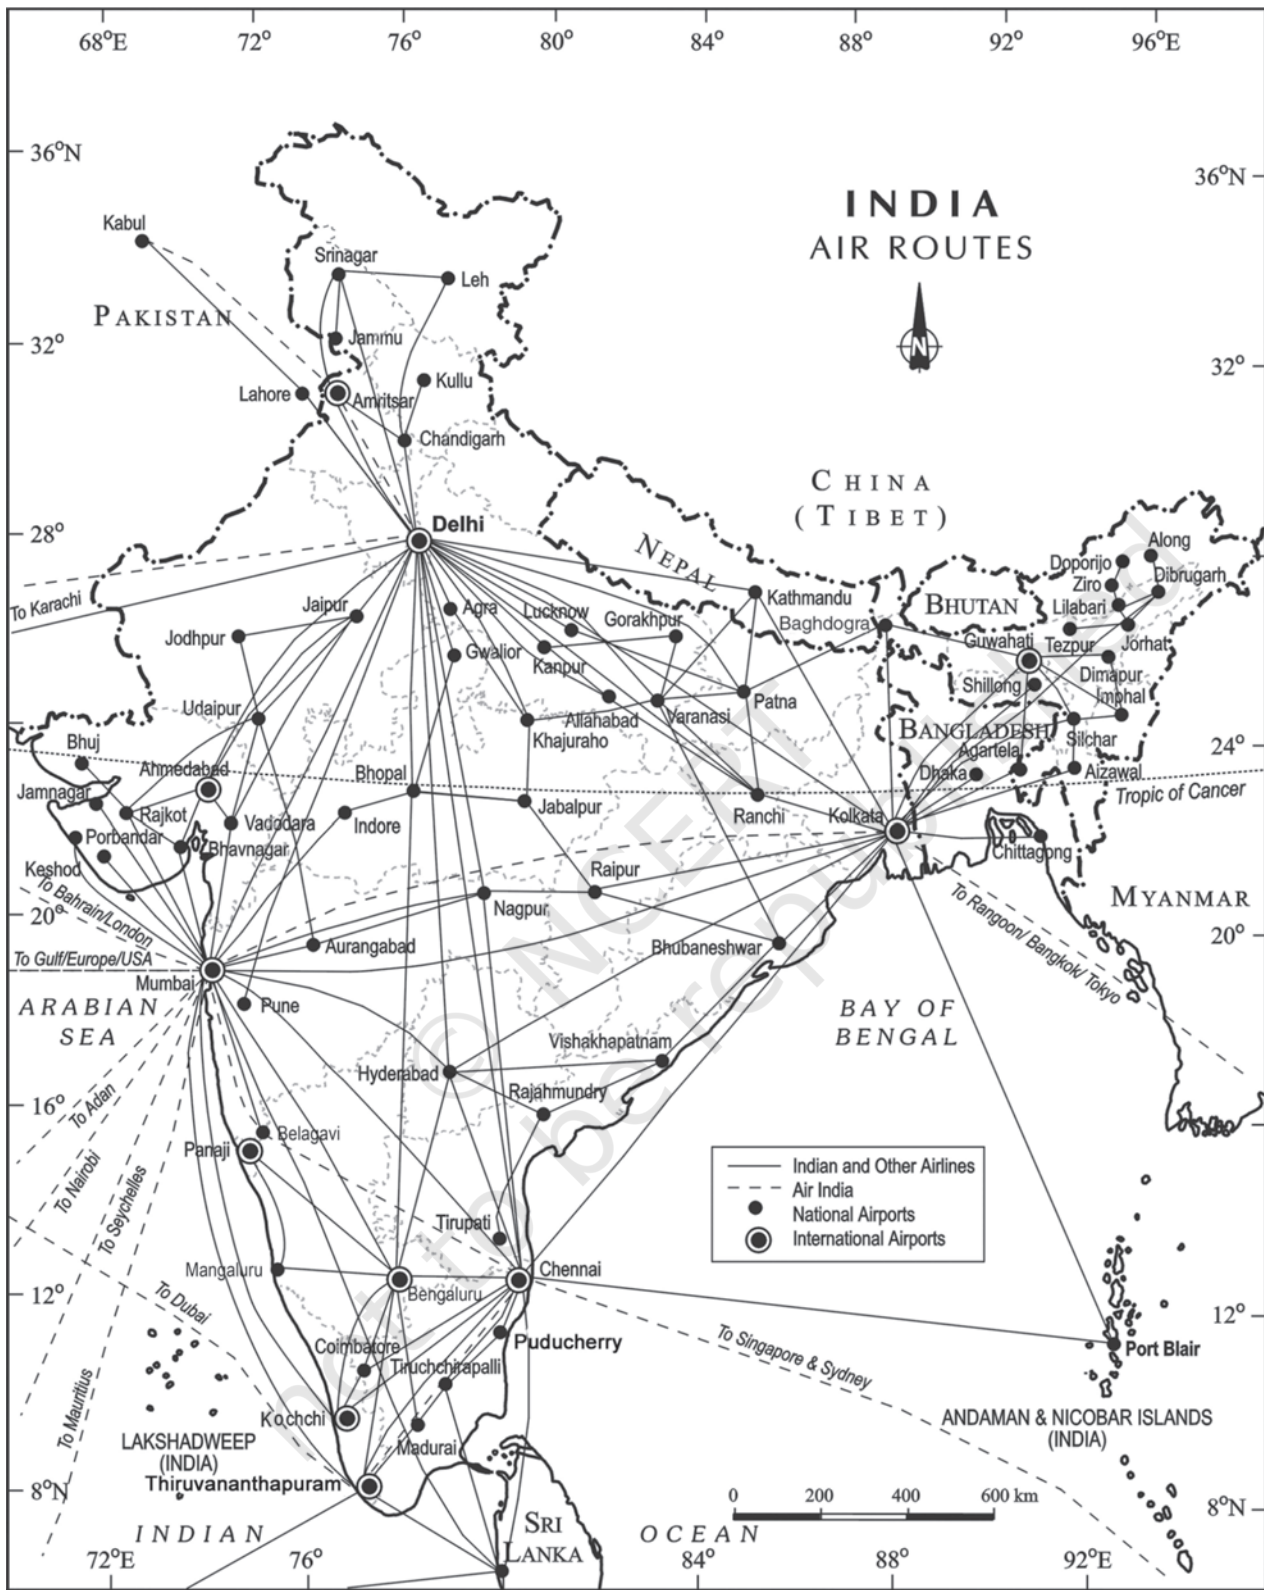 68°E 72° 76° 80° 84° 88° 92° 96°E
36°N
36°N
INDIA
AIR ROUTES
Kabul
Srinagar
Leh
PAKISTAN
N
Jammu
32°
32°
Kullu
Lahore
Amritsar
Chandigarh
CHINA
(TIBET)
Delhi
28°
NEPAL
Along
Doporijo
Ziro
Dibrugarh
To Karachi
Jaipur
Agra
Lucknow
Gorakhpur
Kathmandu
BHUTAN
Lilabari
Baghdogra
Jodhpur
Gwalior
Kanpur
Guwahati
Tezpur
Jorhat
Dimapur
Shillong
Imphal
Udaipur
Allahabad
Varanasi
Patna
Khajuraho
BANGLADESH
Silchar
24°
Bhuj
Agartela
Ahmedabad
Bhopal
Dhaka
Aizawal
Jamnagar
Rajkot
Jabalpur
Ranchi
Kolkata
Tropic of Cancer
Porbandar
Vadodara
Indore
Bhavnagar
Chittagong
Keshod
Raipur
To Bahrain/London
MYANMAR
20°
Nagpur
20°
To Rangoon/ Bangkok/ Tokyo
Aurangabad
Bhubaneshwar
To Gulf/Europe/USA
Mumbai
ARABIAN
SEA
Pune
BAY OF
BENGAL
Vishakhapatnam
Hyderabad
Rajahmundry
To Adan
16°
16°
Belagavi
Panaji
To Nairobi
To Seychelles
Indian and Other Airlines
Air India
National Airports
International Airports
Tirupati
Mangaluru
Bengaluru
Chennai
12°
12°
To Dubai
Puducherry
Coimbatore
Tiruchchirapalli
To Singapore & Sydney
Port Blair
To Mauritius
Kochchi
Madurai
ANDAMAN & NICOBAR ISLANDS
(INDIA)
LAKSHADWEEP
(INDIA)
Thiruvananthapuram
8°N
8°N
0 200 400 600 km
INDIAN
SRI
LANKA
OCEAN
72°E 76° 84° 88° 92°E
© NCERT
not to be republished